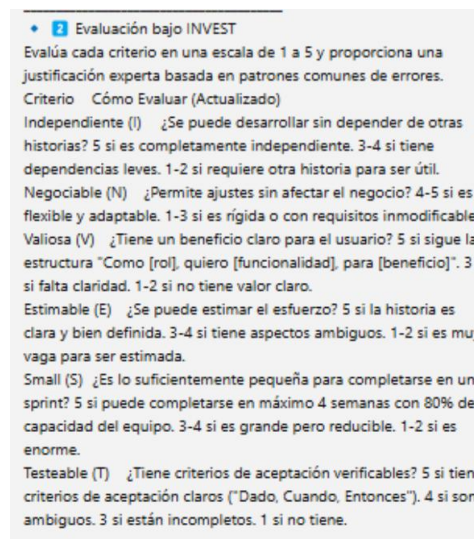 2 Evaluación bajo INVEST
Evalúa cada criterio en una escala de 1 a 5 y proporciona una
justificación experta basada en patrones comunes de errores.
Criterio Cómo Evaluar (Actualizado)
Independiente (I) ¿Se puede desarrollar sin depender de otras
historias? 5 si es completamente independiente. 3-4 si tiene
dependencias leves. 1-2 si requiere otra historia para ser útil.
Negociable (N) ¿Permite ajustes sin afectar el negocio? 4-5 si es
flexible y adaptable. 1-3 si es rígida o con requisitos inmodificable
Valiosa (V) ¿Tiene un beneficio claro para el usuario? 5 si sigue la
estructura "Como [rol], quiero [funcionalidad], para [beneficio]". 3
si falta claridad. 1-2 si no tiene valor claro.
Estimable (E) ¿Se puede estimar el esfuerzo? 5 si la historia es
clara y bien definida. 3-4 si tiene aspectos ambiguos. 1-2 si es muy
vaga para ser estimada.
Small (S) ¿Es lo suficientemente pequeña para completarse en un
sprint? 5 si puede completarse en máximo 4 semanas con 80% de
capacidad del equipo. 3-4 si es grande pero reducible. 1-2 si es
enorme.
Testeable (T) ¿Tiene criterios de aceptación verificables? 5 si tien
criterios de aceptación claros ("Dado, Cuando, Entonces"). 4 si son
ambiguos. 3 si están incompletos. 1 si no tiene.